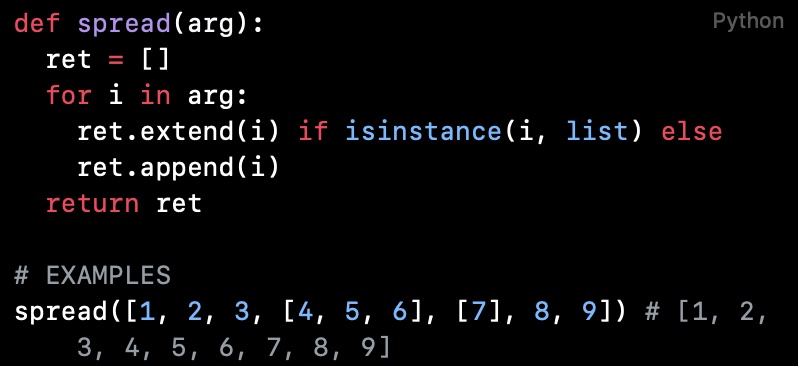 Python
def spread(arg):
  ret = []
  for i in arg:
    ret.extend(i) if isinstance(i, list) else
    ret.append(i)
  return ret

# EXAMPLES
spread([1, 2, 3, [4, 5, 6], [7], 8, 9]) # [1, 2,
    3, 4, 5, 6, 7, 8, 9]